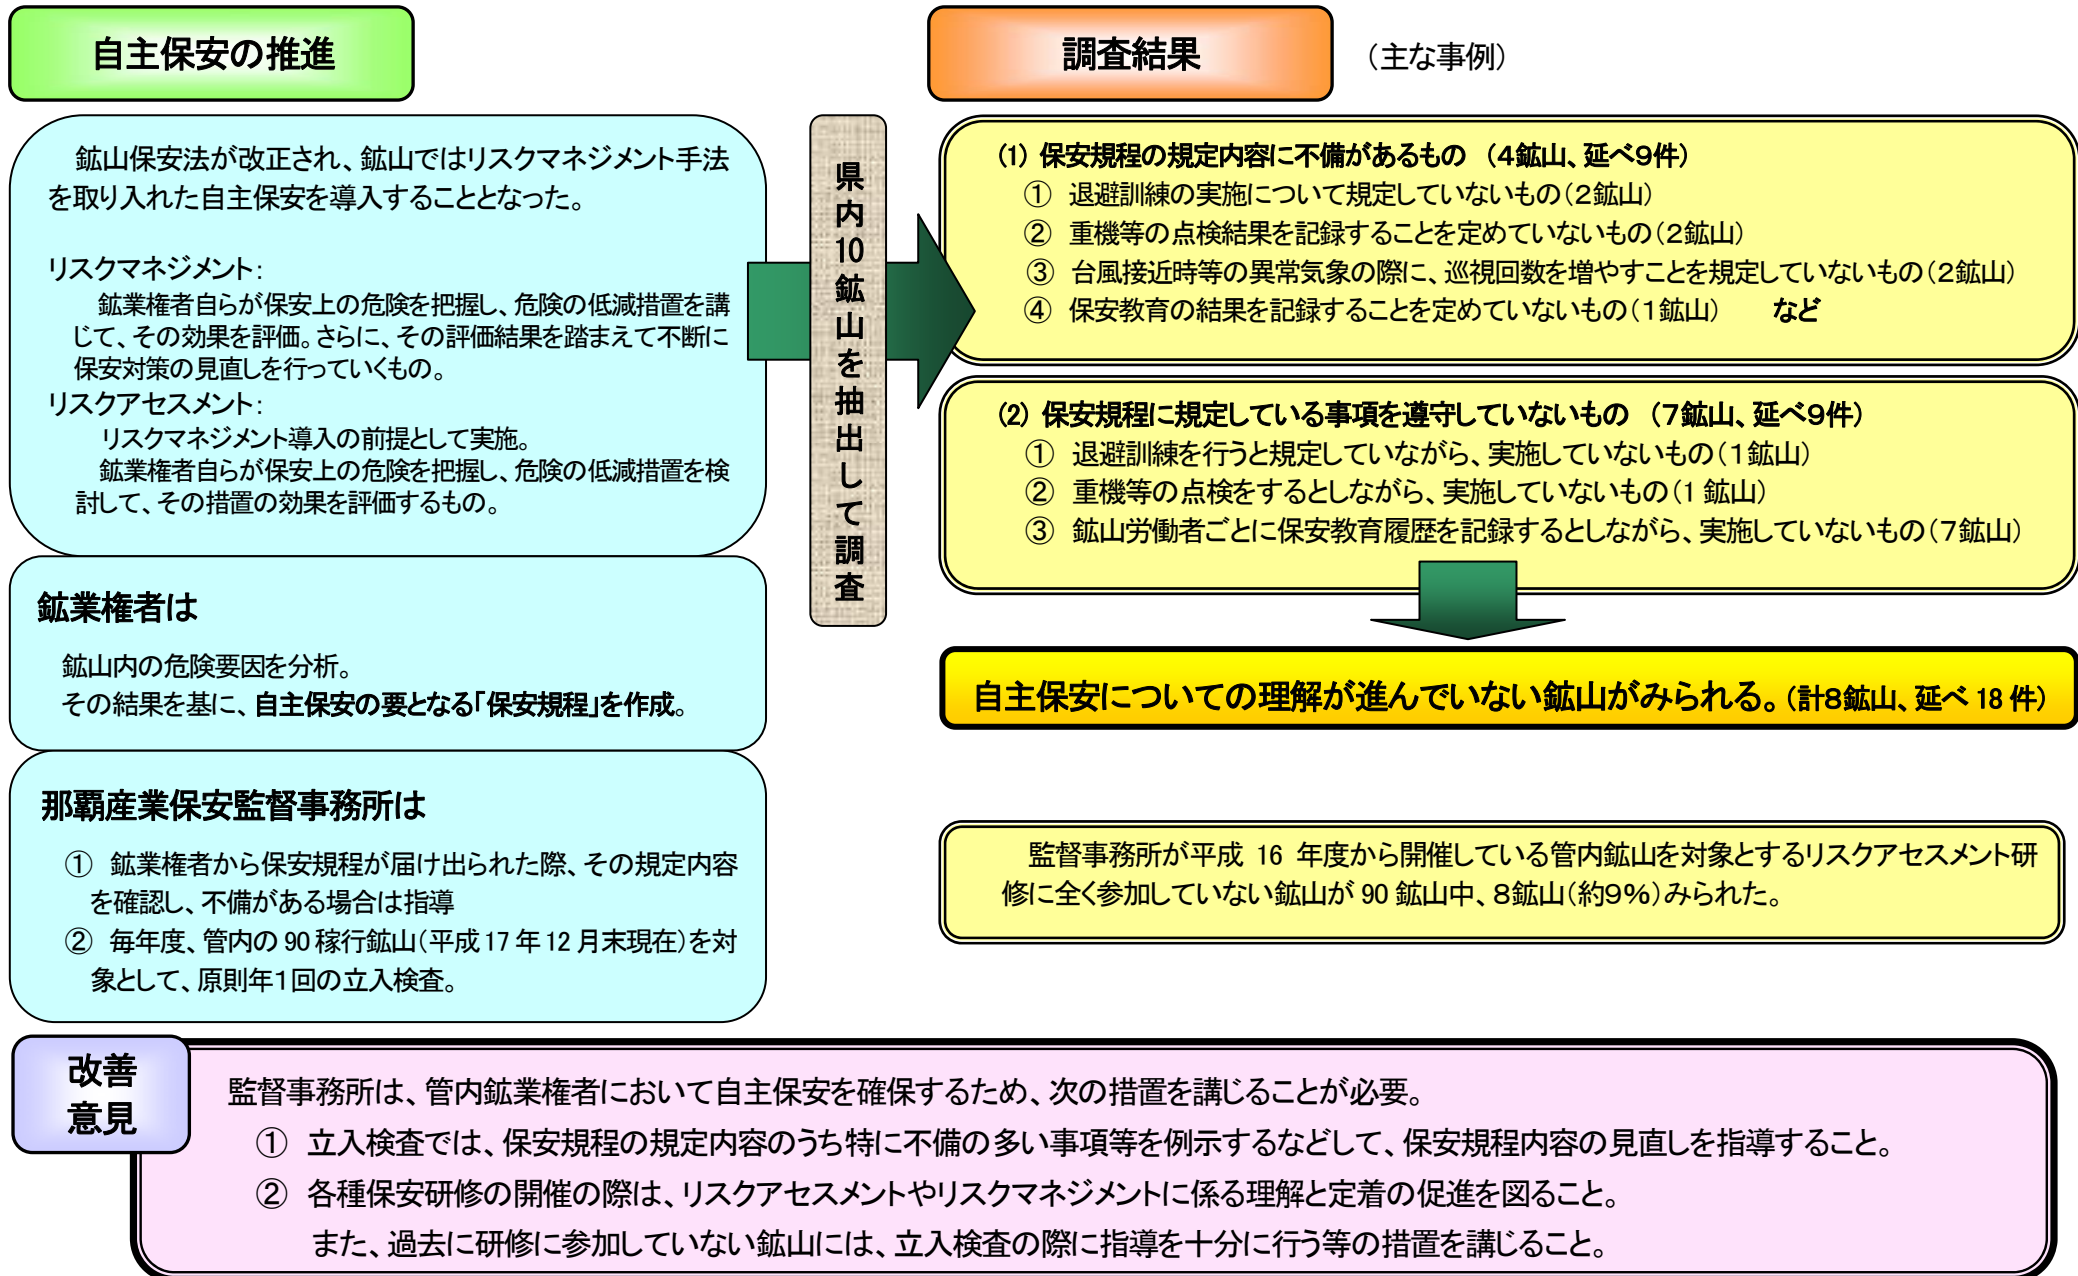 自主保安の推進
鉱山保安法が改正され、鉱山ではリスクマネジメント手法
を取り入れた自主保安を導入することとなった。
リスクマネジメント：
鉱業権者自らが保安上の危険を把握し、危険の低減措置を講
じて、その効果を評価。さらに、その評価結果を踏まえて不断に
保安対策の見直しを行っていくもの。
リスクアセスメント：
リスクマネジメント導入の前提として実施。
鉱業権者自らが保安上の危険を把握し、危険の低減措置を検
討して、その措置の効果を評価するもの。
鉱業権者は
鉱山内の危険要因を分析。
その結果を基に、自主保安の要となる「保安規程」を作成。
那覇産業保安監督事務所は
① 鉱業権者から保安規程が届け出られた際、その規定内容
を確認し、不備がある場合は指導
② 毎年度、管内の 90 稼行鉱山（平成 17 年 12 月末現在）を対
象として、原則年１回の立入検査。
県内10鉱山を抽出して調査
調査結果 （主な事例）
(1) 保安規程の規定内容に不備があるもの （４鉱山、延べ９件）
① 退避訓練の実施について規定していないもの（２鉱山）
② 重機等の点検結果を記録することを定めていないもの（２鉱山）
③ 台風接近時等の異常気象の際に、巡視回数を増やすことを規定していないもの（２鉱山）
④ 保安教育の結果を記録することを定めていないもの（１鉱山） など
(2) 保安規程に規定している事項を遵守していないもの （７鉱山、延べ９件）
① 退避訓練を行うと規定していながら、実施していないもの（１鉱山）
② 重機等の点検をするとしながら、実施していないもの（1 鉱山）
③ 鉱山労働者ごとに保安教育履歴を記録するとしながら、実施していないもの（７鉱山）
自主保安についての理解が進んでいない鉱山がみられる。（計８鉱山、延べ 18 件）
監督事務所が平成 16 年度から開催している管内鉱山を対象とするリスクアセスメント研
修に全く参加していない鉱山が 90 鉱山中、８鉱山（約９％）みられた。
改善
意見
監督事務所は、管内鉱業権者において自主保安を確保するため、次の措置を講じることが必要。
① 立入検査では、保安規程の規定内容のうち特に不備の多い事項等を例示するなどして、保安規程内容の見直しを指導すること。
② 各種保安研修の開催の際は、リスクアセスメントやリスクマネジメントに係る理解と定着の促進を図ること。
また、過去に研修に参加していない鉱山には、立入検査の際に指導を十分に行う等の措置を講じること。